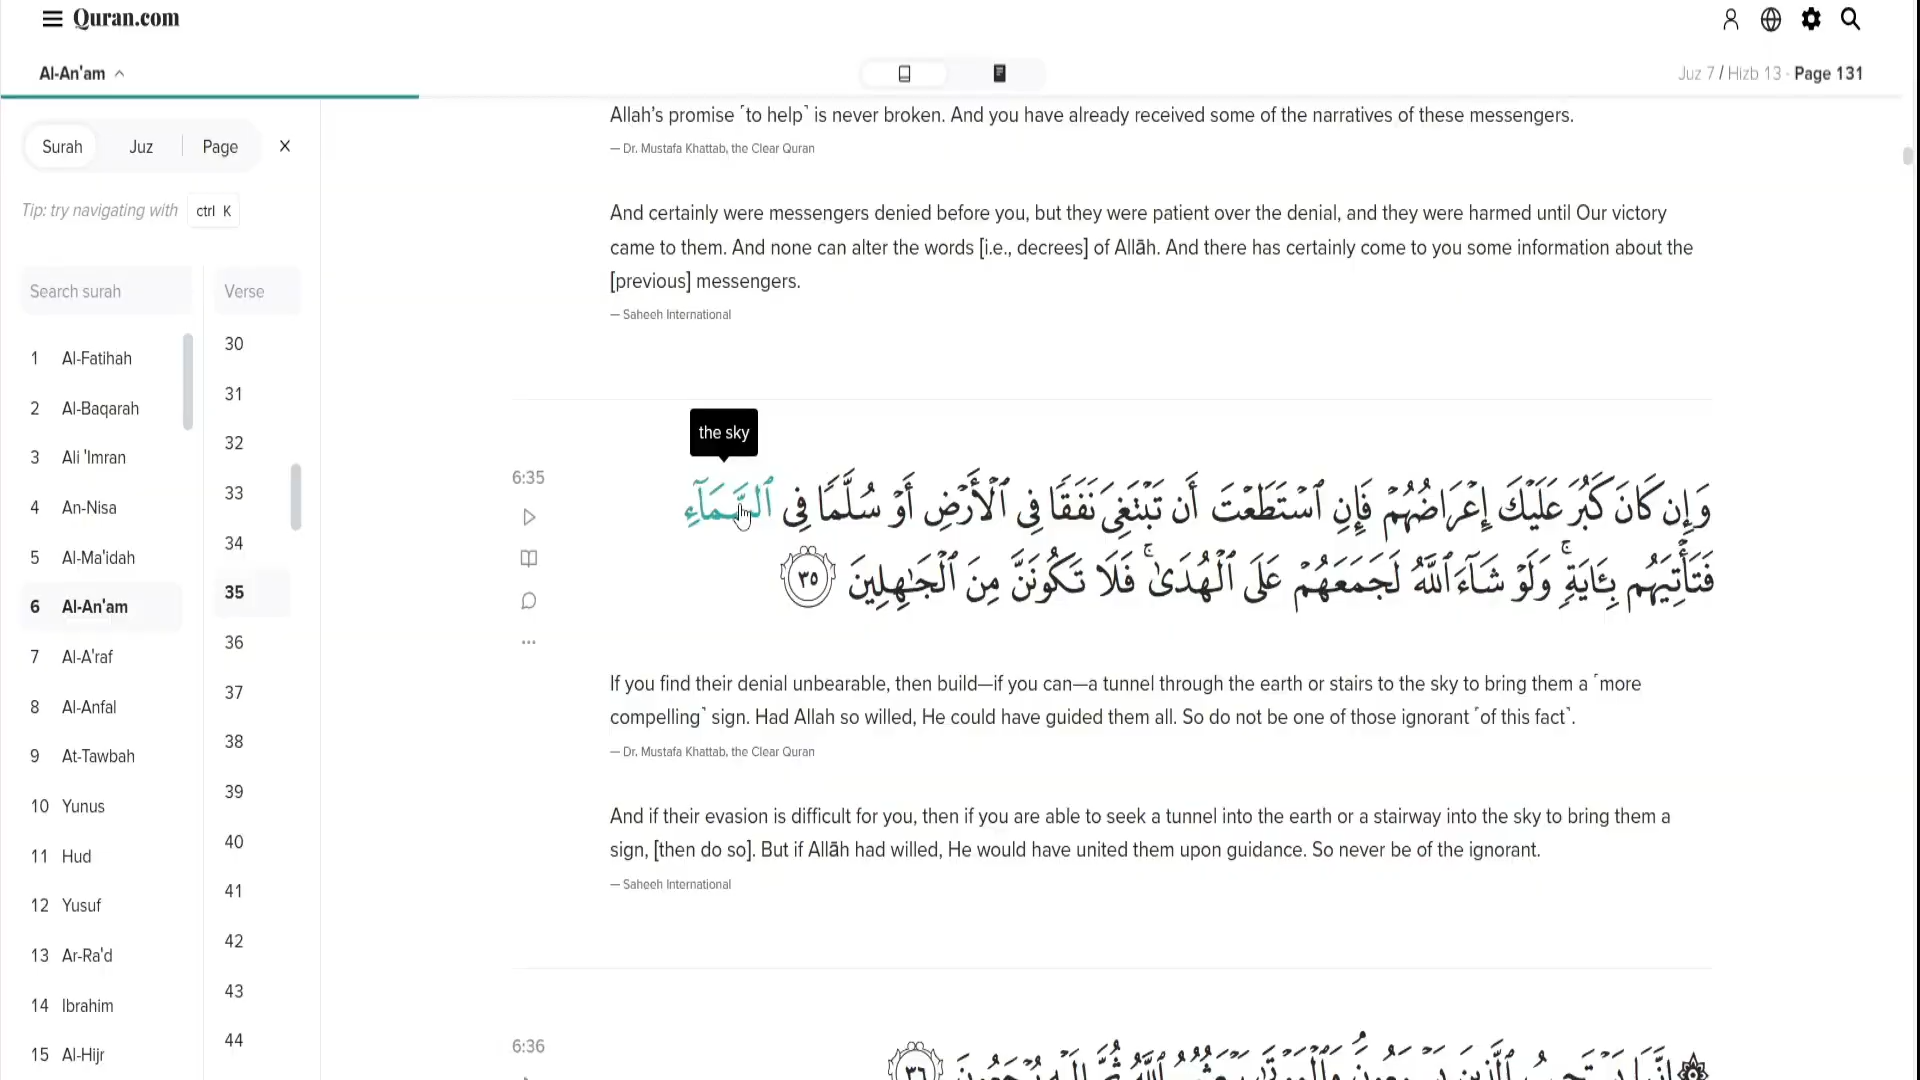 Quran.com
Al-An'am
Juz 7 / Hizb 13 - Page 131
Surah
Juz
Page
Tip: try navigating with ctrl K
Search surah
Verse
1 Al-Fatihah
2 Al-Baqarah
3 Ali 'Imran
4 An-Nisa
5 Al-Ma'idah
6 Al-An'am
7 Al-A'raf
8 Al-Anfal
9 At-Tawbah
10 Yunus
11 Hud
12 Yusuf
13 Ar-Ra'd
14 Ibrahim
15 Al-Hijr
30
31
32
33
34
35
36
37
38
39
40
41
42
43
44
Allah's promise ˹to help˺ is never broken. And you have already received some of the narratives of these messengers.
— Dr. Mustafa Khattab, the Clear Quran
And certainly were messengers denied before you, but they were patient over the denial, and they were harmed until Our victory
came to them. And none can alter the words [i.e., decrees] of Allāh. And there has certainly come to you some information about the
[previous] messengers.
— Saheeh International
the sky
6:35
وَإِن كَانَ كَبُرَ عَلَيْكَ إِعْرَاضُهُمْ فَإِنِ ٱسْتَطَعْتَ أَن تَبْتَغِىَ نَفَقًا فِى ٱلْأَرْضِ أَوْ سُلَّمًا فِى ٱلسَّمَآءِ
فَتَأْتِيَهُم بِـَٔايَةٍ ۚ وَلَوْ شَآءَ ٱللَّهُ لَجَمَعَهُمْ عَلَى ٱلْهُدَىٰ ۚ فَلَا تَكُونَنَّ مِنَ ٱلْجَـٰهِلِينَ ٣٥
If you find their denial unbearable, then build—if you can—a tunnel through the earth or stairs to the sky to bring them a ˹more
compelling˺ sign. Had Allah so willed, He could have guided them all. So do not be one of those ignorant ˹of this fact˺.
— Dr. Mustafa Khattab, the Clear Quran
And if their evasion is difficult for you, then if you are able to seek a tunnel into the earth or a stairway into the sky to bring them a
sign, [then do so]. But if Allāh had willed, He would have united them upon guidance. So never be of the ignorant.
— Saheeh International
6:36
۞ إِنَّمَا يَسْتَجِيبُ ٱلَّذِينَ يَسْمَعُونَ ۘ وَٱلْمَوْتَىٰ يَبْعَثُهُمُ ٱللَّهُ ثُمَّ إِلَيْهِ يُرْجَعُونَ ٣٦